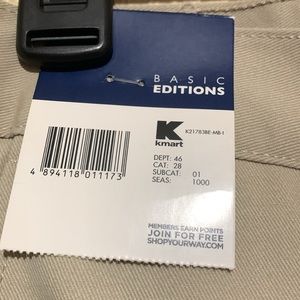 BASIC
EDITIONS
K
kmart
K21783BE-MB-1
DEPT: 46
CAT: 28
SUBCAT: 01
SEAS: 1000
4 894118 011173
MEMBERS EARN POINTS
JOIN FOR FREE
SHOPYOURWAY.COM